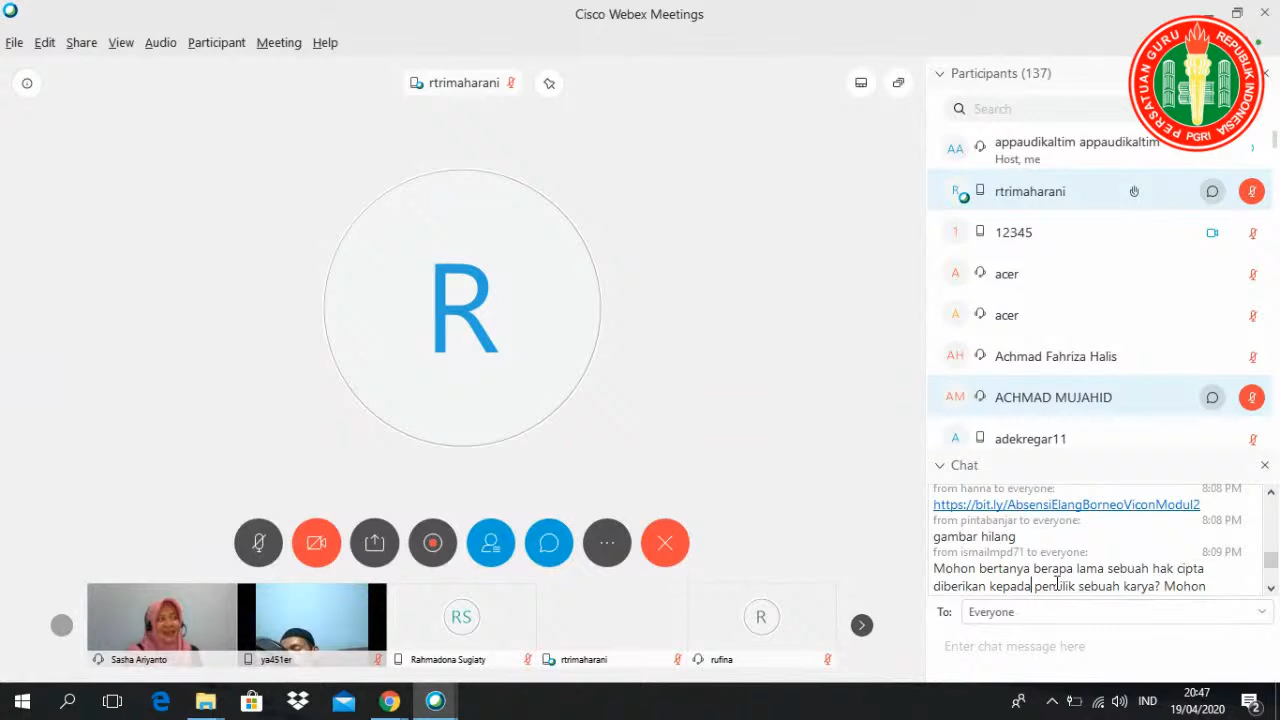 Cisco Webex Meetings
File Edit Share View Audio Participant Meeting Help
rtrimaharani
R
Participants (137)
Search
PERSATUAN GURU REPUBLIK INDONESIA
PGRI
AA appaudikaltim appaudikaltim
Host, me
R rtrimaharani
1 12345
A acer
A acer
AH Achmad Fahriza Halis
AM ACHMAD MUJAHID
A adekregar11
Chat
from hanna to everyone: 8:08 PM
https://bit.ly/AbsensiElangBorneoViconModul2
from pintabanjar to everyone: 8:08 PM
gambar hilang
from ismailmpd71 to everyone: 8:09 PM
Mohon bertanya berapa lama sebuah hak cipta
diberikan kepada pemilik sebuah karya? Mohon
To: Everyone
Enter chat message here
RS
R
Sasha Ariyanto
ya451er
Rahmadona Sugiaty
rtrimaharani
rufina
IND
20:47
19/04/2020
2